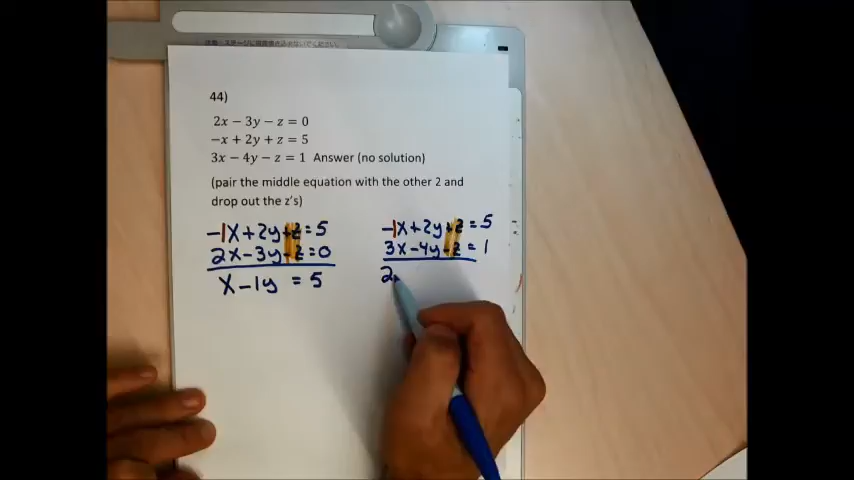 44)
2x − 3y − z = 0
−x + 2y + z = 5
3x − 4y − z = 1 Answer (no solution)
(pair the middle equation with the other 2 and
drop out the z's)
-1x+2y+z=5
2x-3y-z=0
x-1y = 5
-1x+2y+z=5
3x-4y-z=1
2